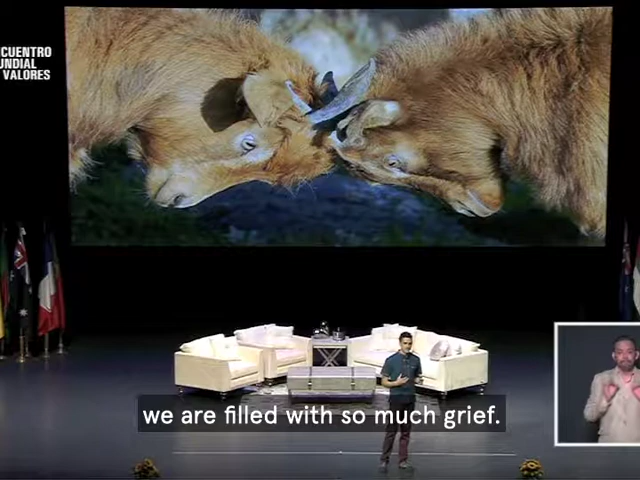 CUENTRO
UNDIAL
VALORES
we are filled with so much grief.